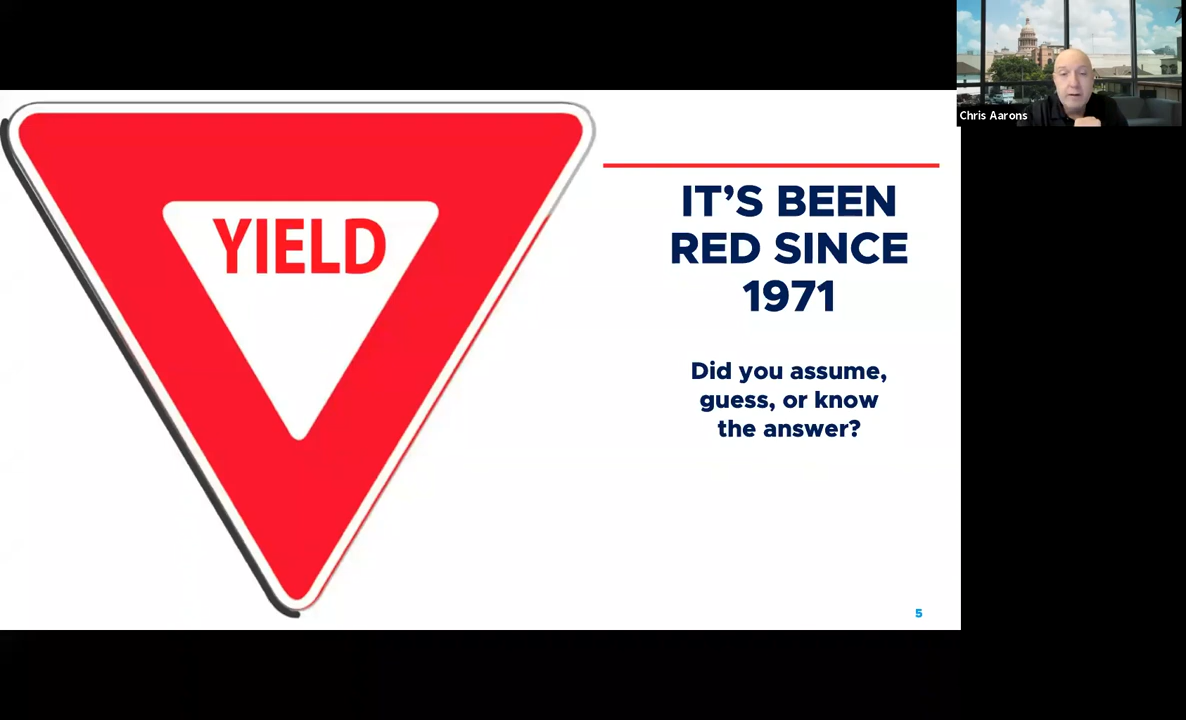 Chris Aarons
YIELD
IT'S BEEN
RED SINCE
1971
Did you assume,
guess, or know
the answer?
5